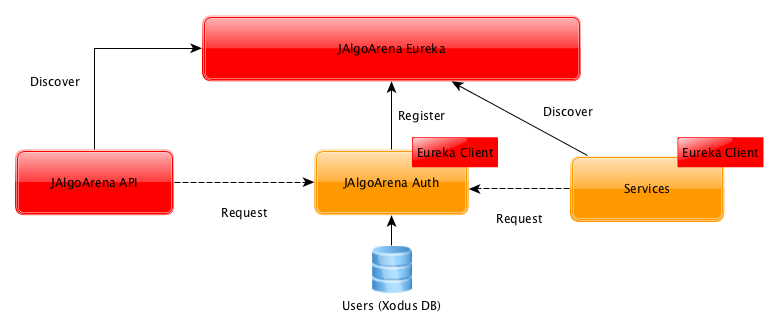 JAlgoArena Eureka
Discover
Register
Discover
Eureka Client
Eureka Client
JAlgoArena API
JAlgoArena Auth
Services
Request
Request
Users (Xodus DB)